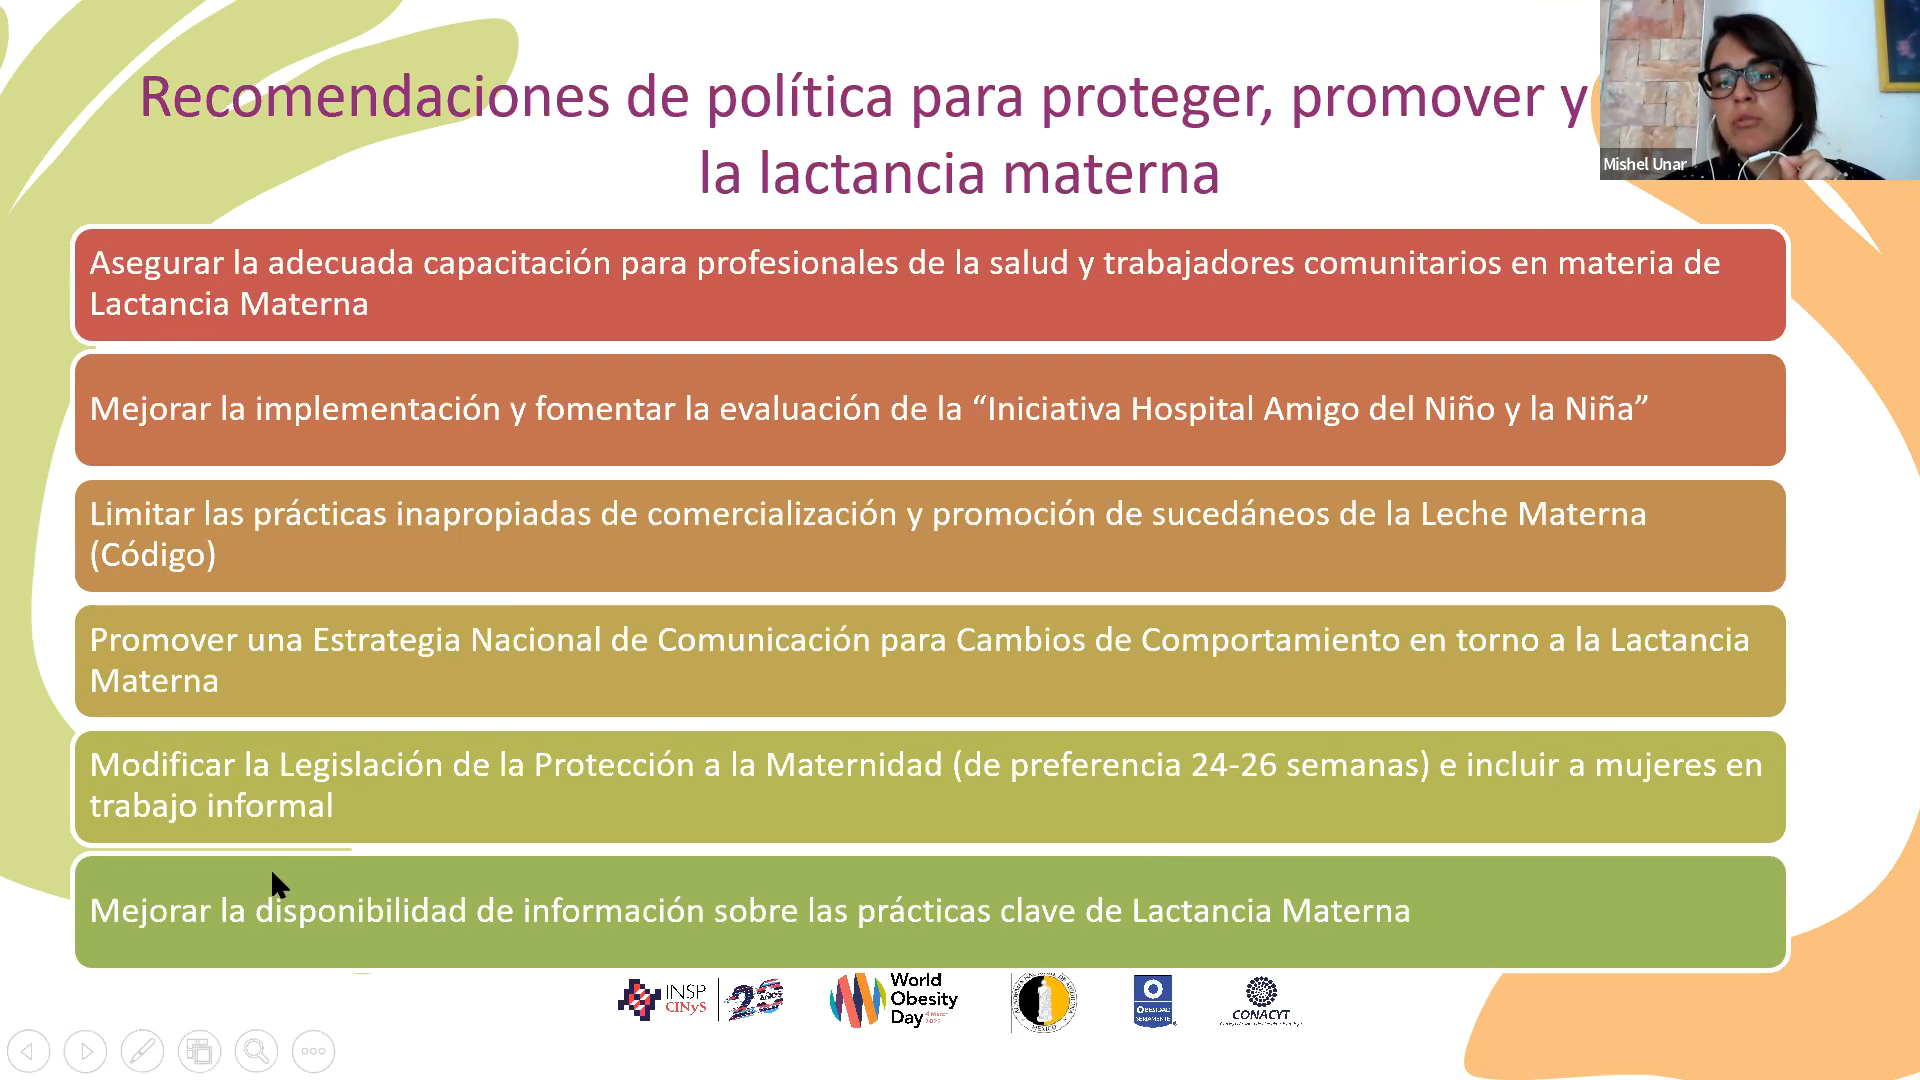 Recomendaciones de política para proteger, promover y
la lactancia materna
Mishel Unar
Asegurar la adecuada capacitación para profesionales de la salud y trabajadores comunitarios en materia de
Lactancia Materna
Mejorar la implementación y fomentar la evaluación de la “Iniciativa Hospital Amigo del Niño y la Niña”
Limitar las prácticas inapropiadas de comercialización y promoción de sucedáneos de la Leche Materna
(Código)
Promover una Estrategia Nacional de Comunicación para Cambios de Comportamiento en torno a la Lactancia
Materna
Modificar la Legislación de la Protección a la Maternidad (de preferencia 24-26 semanas) e incluir a mujeres en
trabajo informal
Mejorar la disponibilidad de información sobre las prácticas clave de Lactancia Materna
INSP
CINyS
World
Obesity
Day
MÉXICO
OBESIDAD
CONACYT